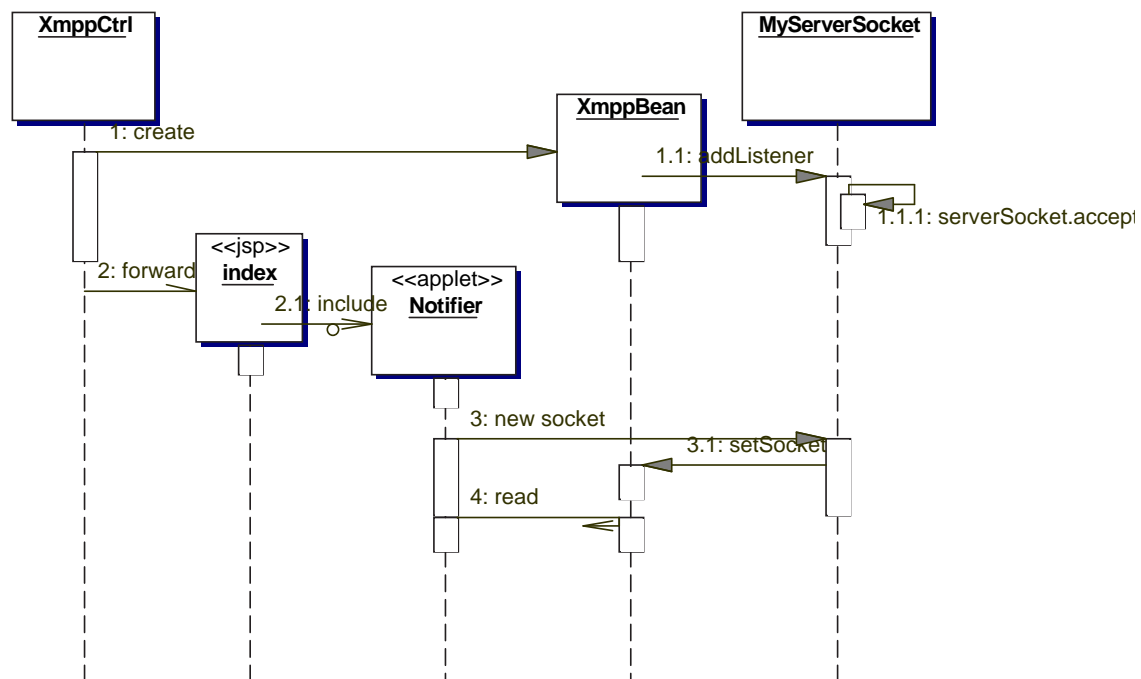 XmppCtrl
MyServerSocket
XmppBean
1: create
1.1: addListener
1.1.1: serverSocket.accept
<<jsp>>
index
2: forward
<<applet>>
Notifier
2.1: include
3: new socket
3.1: setSocket
4: read